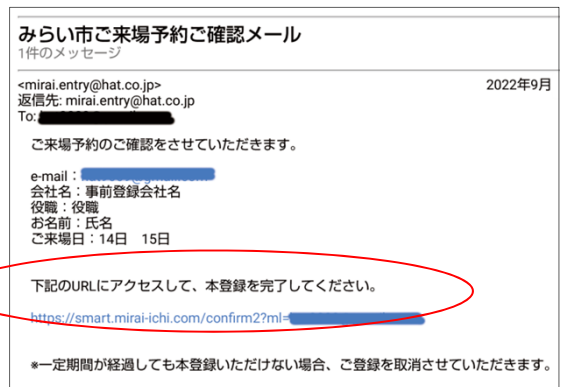 みらい市ご来場予約ご確認メール
1件のメッセージ
<mirai.entry@hat.co.jp> 2022年9月
返信先: mirai.entry@hat.co.jp
To:
ご来場予約のご確認をさせていただきます。
e-mail：
会社名：事前登録会社名
役職：役職
お名前：氏名
ご来場日：14日　15日
下記のURLにアクセスして、本登録を完了してください。
https://smart.mirai-ichi.com/confirm2?ml=
*一定期間が経過しても本登録いただけない場合、ご登録を取消させていただきます。